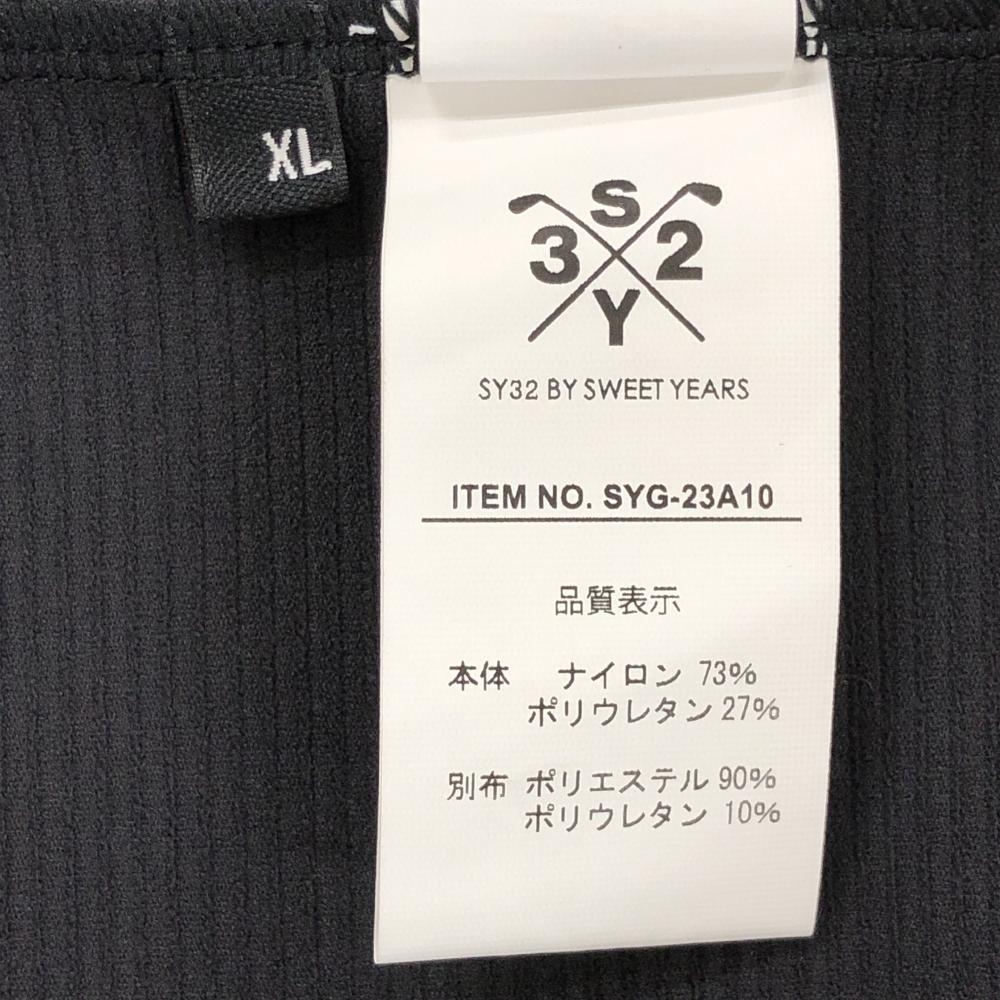 XL
S
3 2
Y
SY32 BY SWEET YEARS
ITEM NO. SYG-23A10
品質表示
本体 ナイロン 73%
ポリウレタン 27%
別布 ポリエステル 90%
ポリウレタン 10%